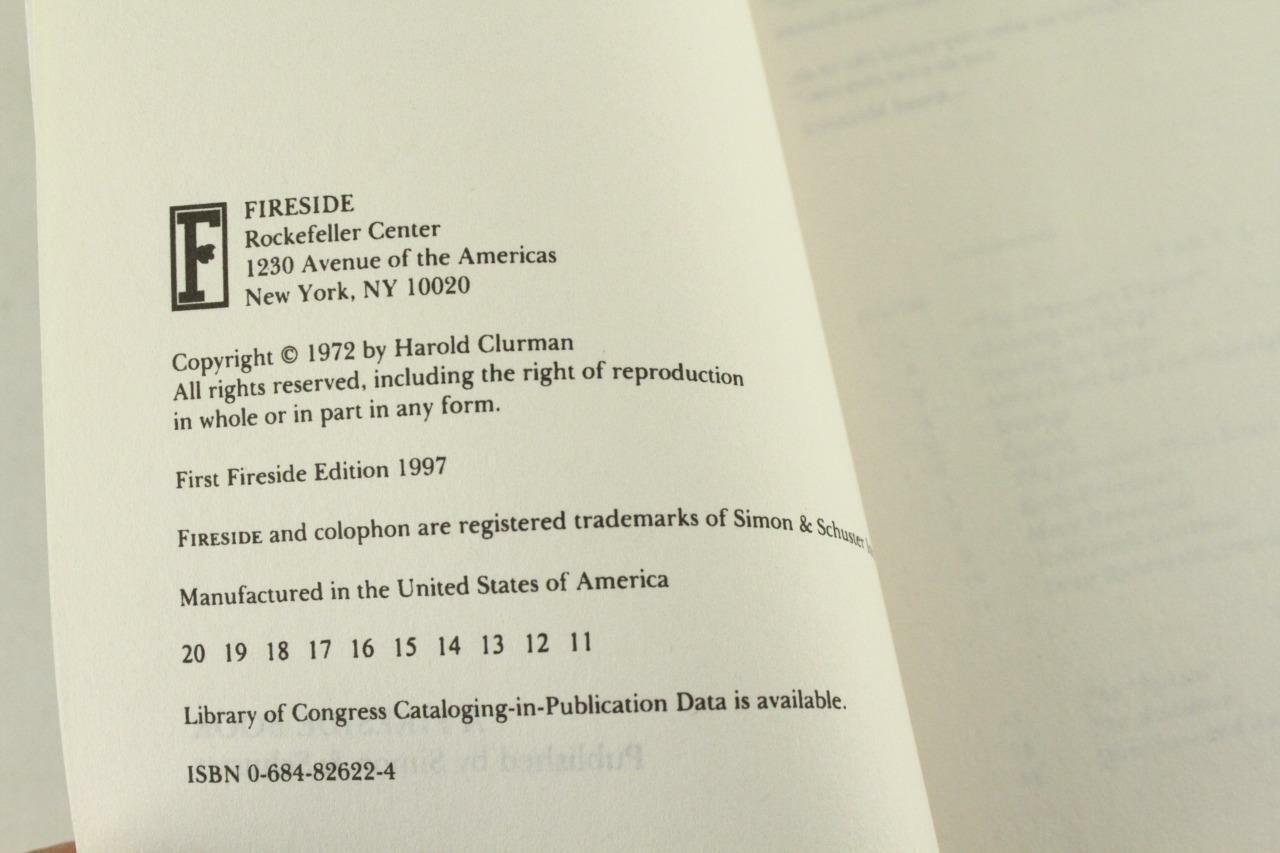 F
FIRESIDE
Rockefeller Center
1230 Avenue of the Americas
New York, NY 10020
Copyright © 1972 by Harold Clurman
All rights reserved, including the right of reproduction
in whole or in part in any form.
First Fireside Edition 1997
FIRESIDE and colophon are registered trademarks of Simon & Schuster
Manufactured in the United States of America
20 19 18 17 16 15 14 13 12 11
Library of Congress Cataloging-in-Publication Data is available.
ISBN 0-684-82622-4